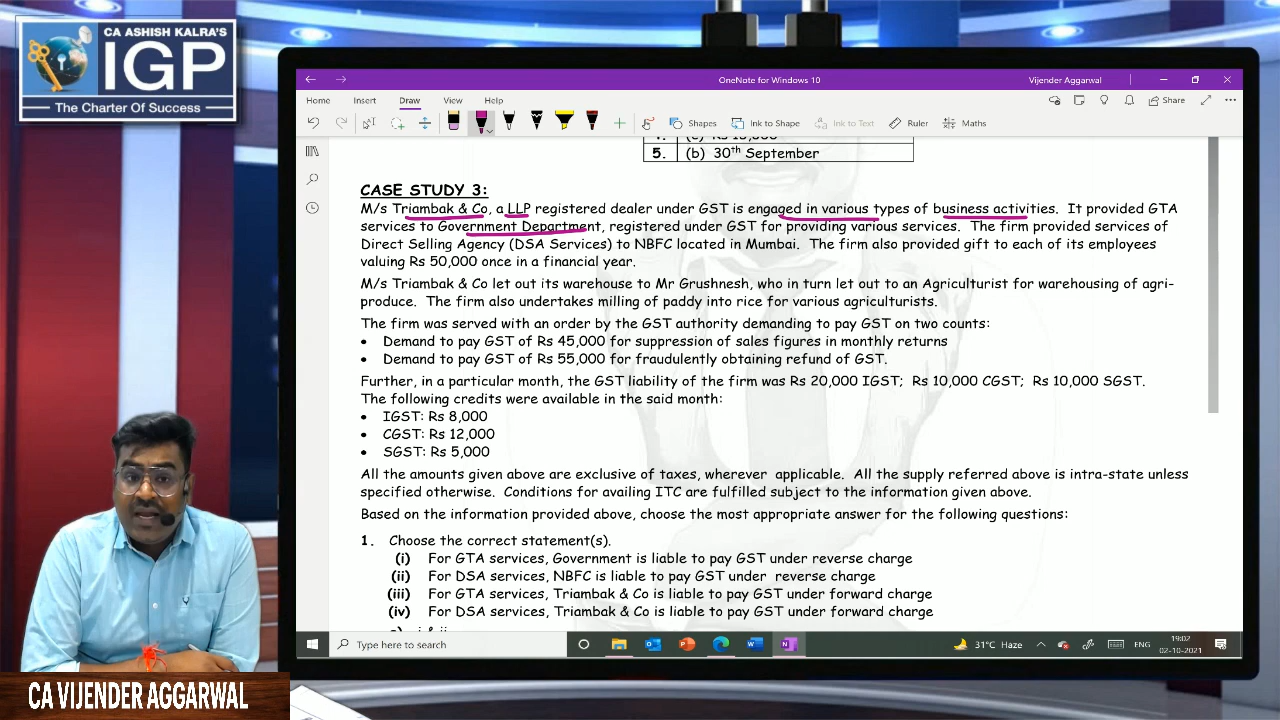 CA ASHISH KALRA'S
IGP
The Charter Of Success
OneNote for Windows 10
Vijender Aggarwal
Home Insert Draw View Help
Share
Shapes Ink to Shape Ink to Text Ruler Maths
5. (b) 30th September
CASE STUDY 3:
M/s Triambak & Co, a LLP registered dealer under GST is engaged in various types of business activities. It provided GTA
services to Government Department, registered under GST for providing various services. The firm provided services of
Direct Selling Agency (DSA Services) to NBFC located in Mumbai. The firm also provided gift to each of its employees
valuing Rs 50,000 once in a financial year.
M/s Triambak & Co let out its warehouse to Mr Grushnesh, who in turn let out to an Agriculturist for warehousing of agri-
produce. The firm also undertakes milling of paddy into rice for various agriculturists.
The firm was served with an order by the GST authority demanding to pay GST on two counts:
• Demand to pay GST of Rs 45,000 for suppression of sales figures in monthly returns
• Demand to pay GST of Rs 55,000 for fraudulently obtaining refund of GST.
Further, in a particular month, the GST liability of the firm was Rs 20,000 IGST; Rs 10,000 CGST; Rs 10,000 SGST.
The following credits were available in the said month:
• IGST: Rs 8,000
• CGST: Rs 12,000
• SGST: Rs 5,000
All the amounts given above are exclusive of taxes, wherever applicable. All the supply referred above is intra-state unless
specified otherwise. Conditions for availing ITC are fulfilled subject to the information given above.
Based on the information provided above, choose the most appropriate answer for the following questions:
1. Choose the correct statement(s).
(i) For GTA services, Government is liable to pay GST under reverse charge
(ii) For DSA services, NBFC is liable to pay GST under reverse charge
(iii) For GTA services, Triambak & Co is liable to pay GST under forward charge
(iv) For DSA services, Triambak & Co is liable to pay GST under forward charge
Type here to search
31°C Haze
ENG
19:02
02-10-2021
CA VIJENDER AGGARWAL